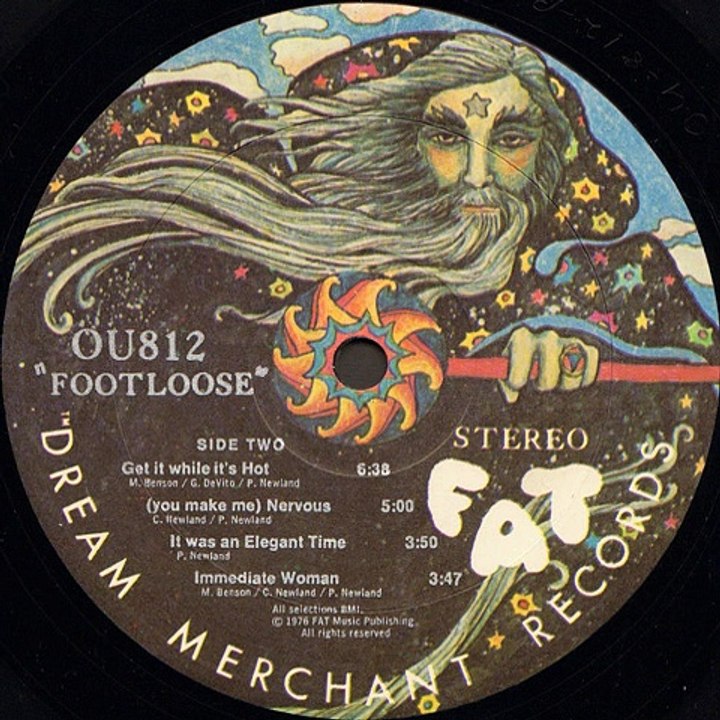 OU812
"FOOTLOOSE"
STEREO
SIDE TWO
Get it while it's Hot 6:38
M. Benson / G. DeVito / P. Newland
(you make me) Nervous 5:00
C. Newland / P. Newland
It was an Elegant Time 3:50
P. Newland
Immediate Woman 3:47
M. Benson / C. Newland / P. Newland
All selections BMI.
© 1976 FAT Music Publishing
All rights reserved
FAT
™DREAM MERCHANT RECORDS